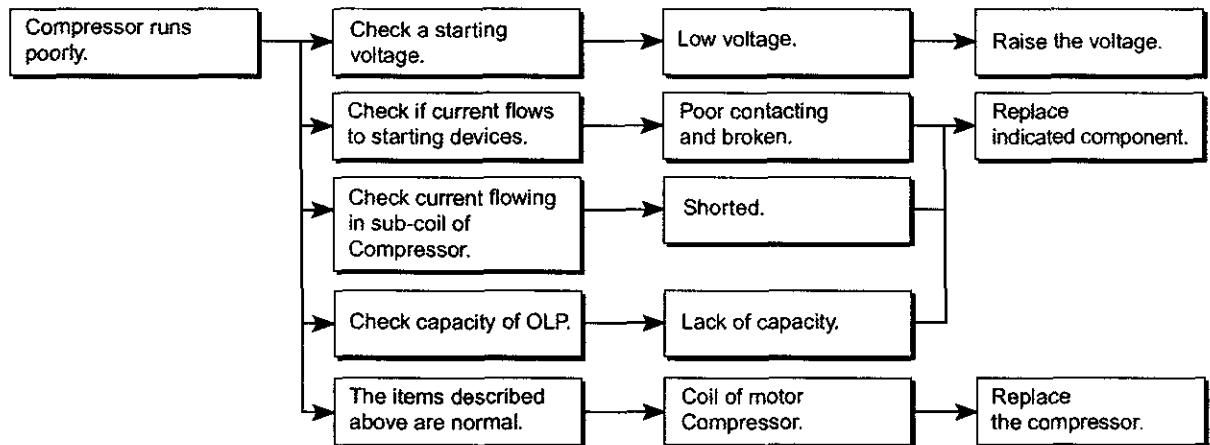 Compressor runs
poorly.
Check a starting
voltage.
Low voltage.
Raise the voltage.
Check if current flows
to starting devices.
Poor contacting
and broken.
Replace
indicated component.
Check current flowing
in sub-coil of
Compressor.
Shorted.
Check capacity of OLP.
Lack of capacity.
The items described
above are normal.
Coil of motor
Compressor.
Replace
the compressor.